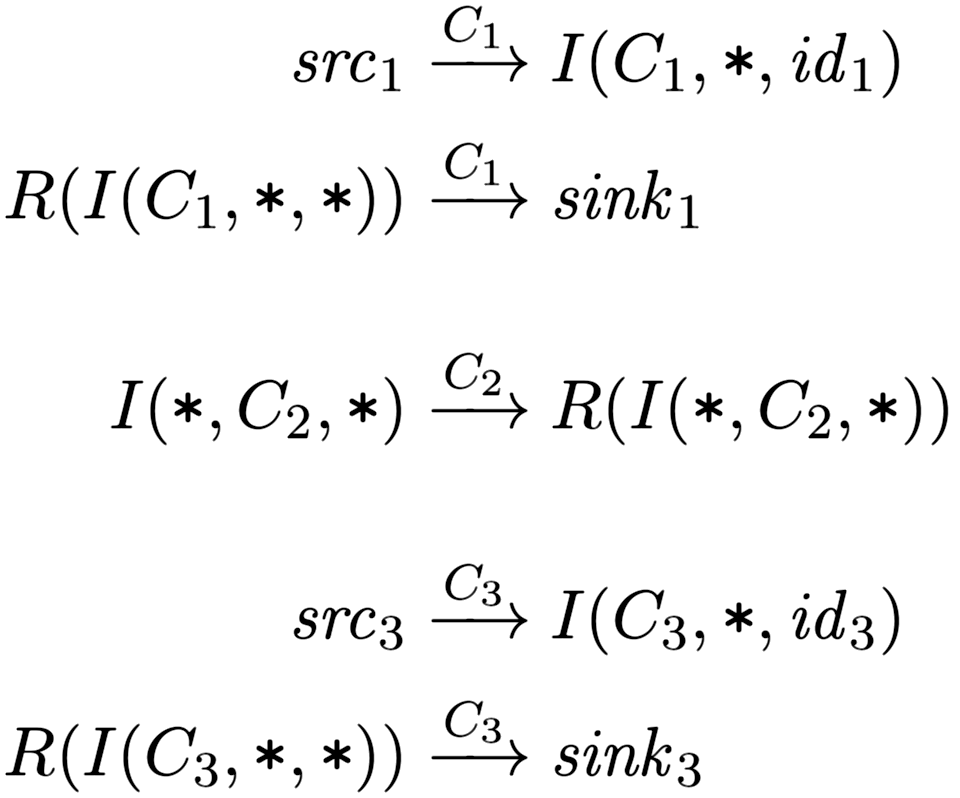 src₁ —C₁→ I(C₁, *, id₁)
R(I(C₁, *, *)) —C₁→ sink₁
I(*, C₂, *) —C₂→ R(I(*, C₂, *))
src₃ —C₃→ I(C₃, *, id₃)
R(I(C₃, *, *)) —C₃→ sink₃